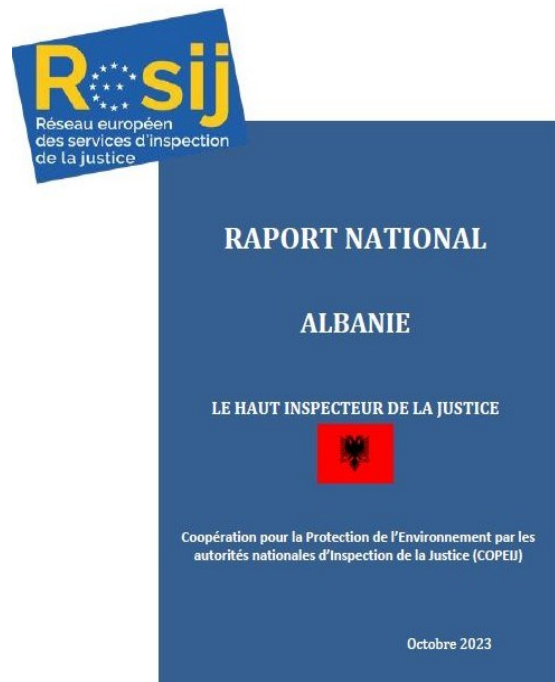 Rosij
Réseau européen
des services d'inspection
de la justice
RAPORT NATIONAL
ALBANIE
LE HAUT INSPECTEUR DE LA JUSTICE
Coopération pour la Protection de l'Environnement par les
autorités nationales d'Inspection de la Justice (COPEIJ)
Octobre 2023